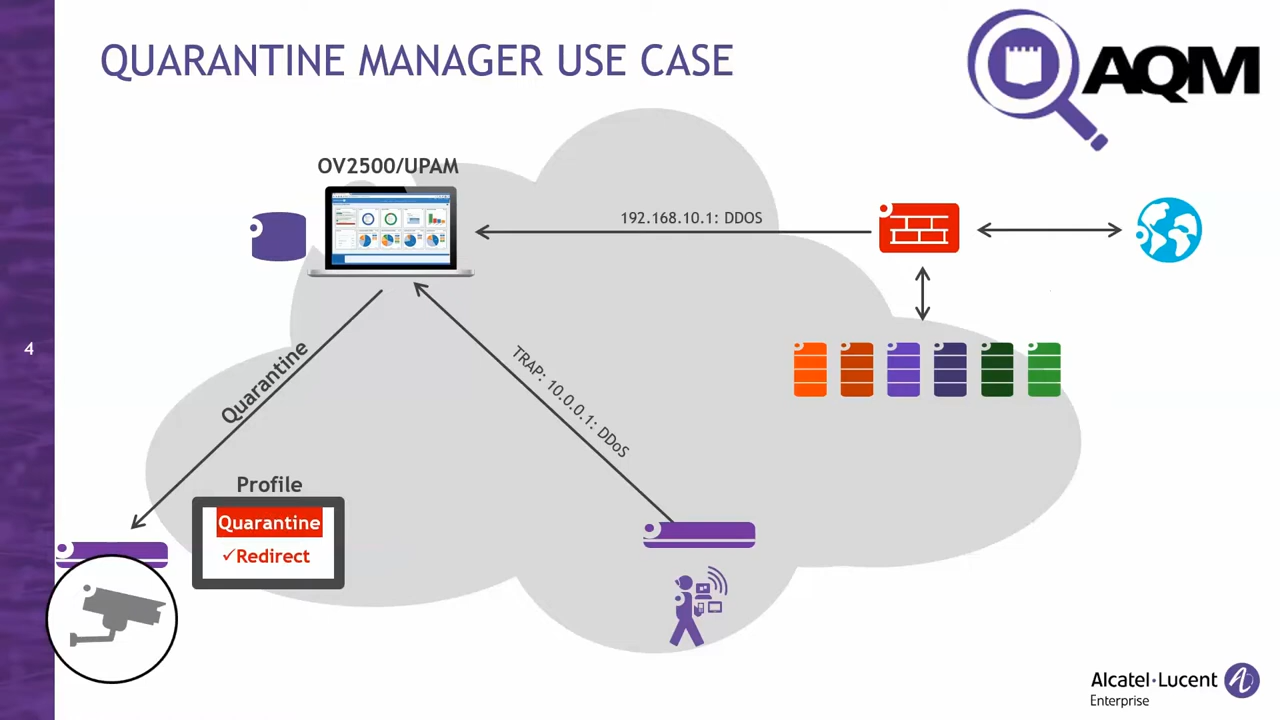 QUARANTINE MANAGER USE CASE
AQM
OV2500/UPAM
192.168.10.1: DDOS
4
Quarantine
TRAP: 10.0.0.1: DDoS
Profile
Quarantine
✓Redirect
Alcatel·Lucent
Enterprise